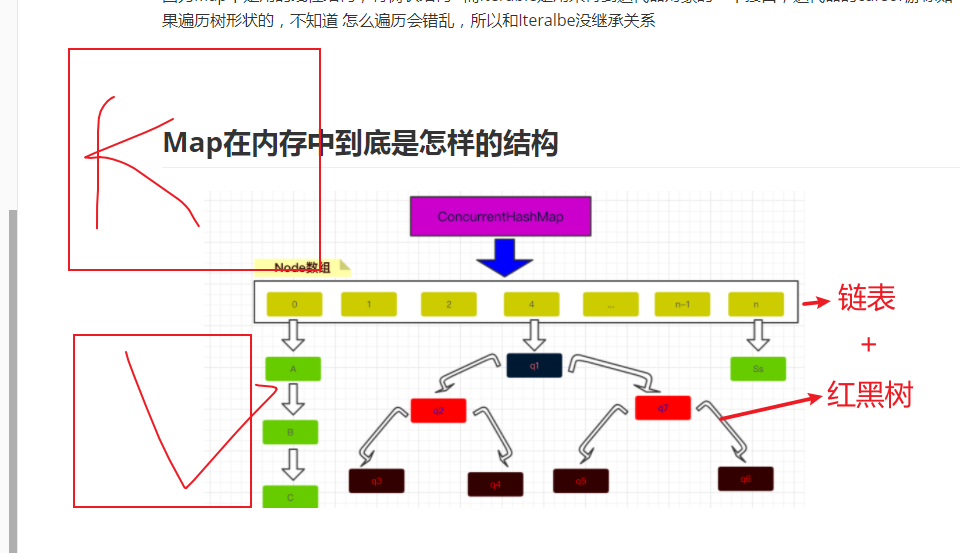 果遍历树形状的，不知道 怎么遍历会错乱，所以和Iteralbe没继承关系
K
Map在内存中到底是怎样的结构
ConcurrentHashMap
Node数组
0 1 2 4 ... n-1 n
链表
+
A q1 Ss
q2 q7
红黑树
B
q3 q4 q5 q6
C
V